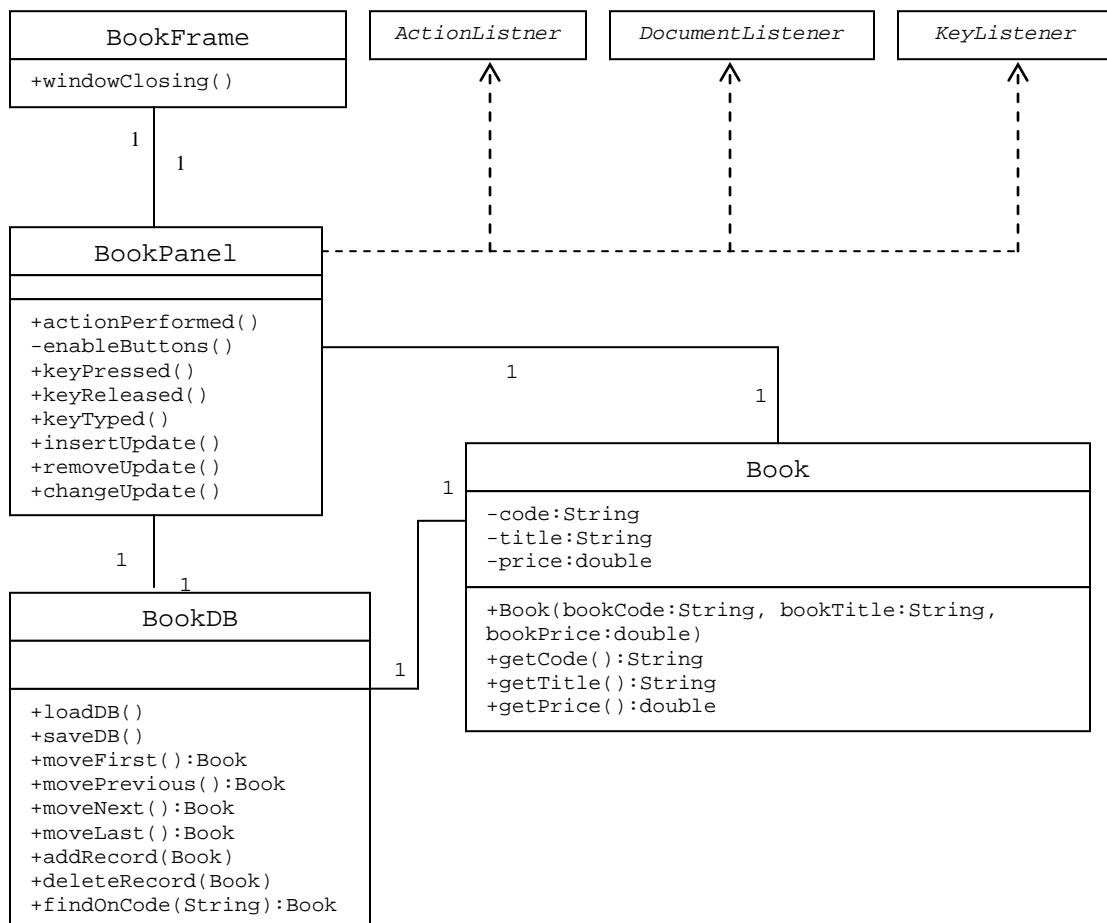 BookFrame
+windowClosing()
ActionListner
DocumentListener
KeyListener
1
1
BookPanel
+actionPerformed()
-enableButtons()
+keyPressed()
+keyReleased()
+keyTyped()
+insertUpdate()
+removeUpdate()
+changeUpdate()
1
1
1
1
Book
-code:String
-title:String
-price:double
+Book(bookCode:String, bookTitle:String,
bookPrice:double)
+getCode():String
+getTitle():String
+getPrice():double
1
1
BookDB
+loadDB()
+saveDB()
+moveFirst():Book
+movePrevious():Book
+moveNext():Book
+moveLast():Book
+addRecord(Book)
+deleteRecord(Book)
+findOnCode(String):Book